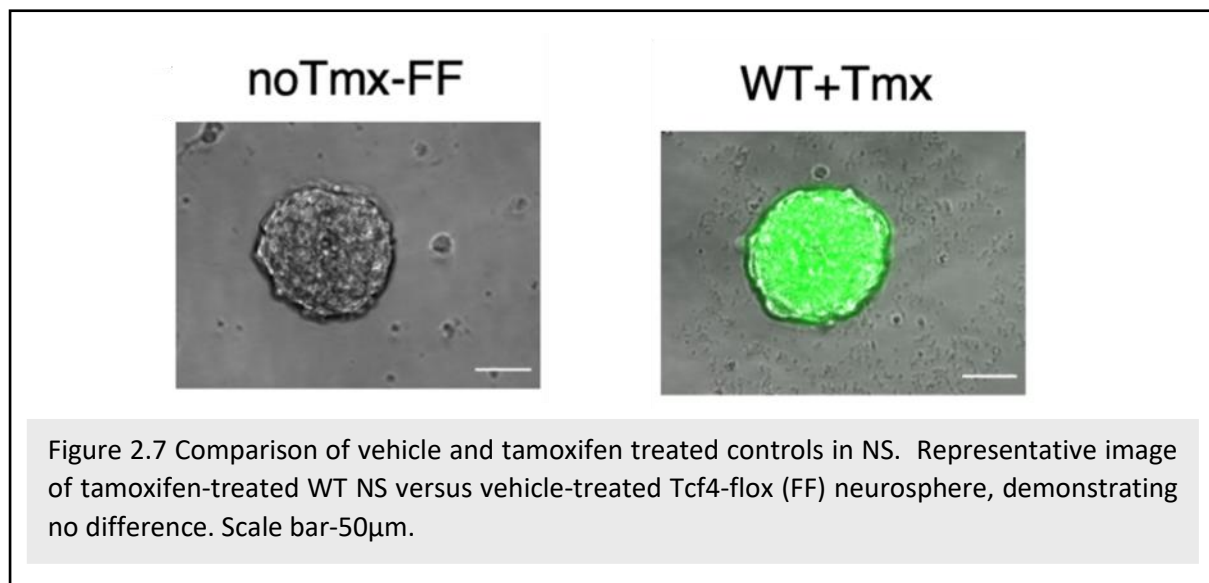 noTmx-FF
WT+Tmx
Figure 2.7 Comparison of vehicle and tamoxifen treated controls in NS. Representative image
of tamoxifen-treated WT NS versus vehicle-treated Tcf4-flox (FF) neurosphere, demonstrating
no difference. Scale bar-50µm.